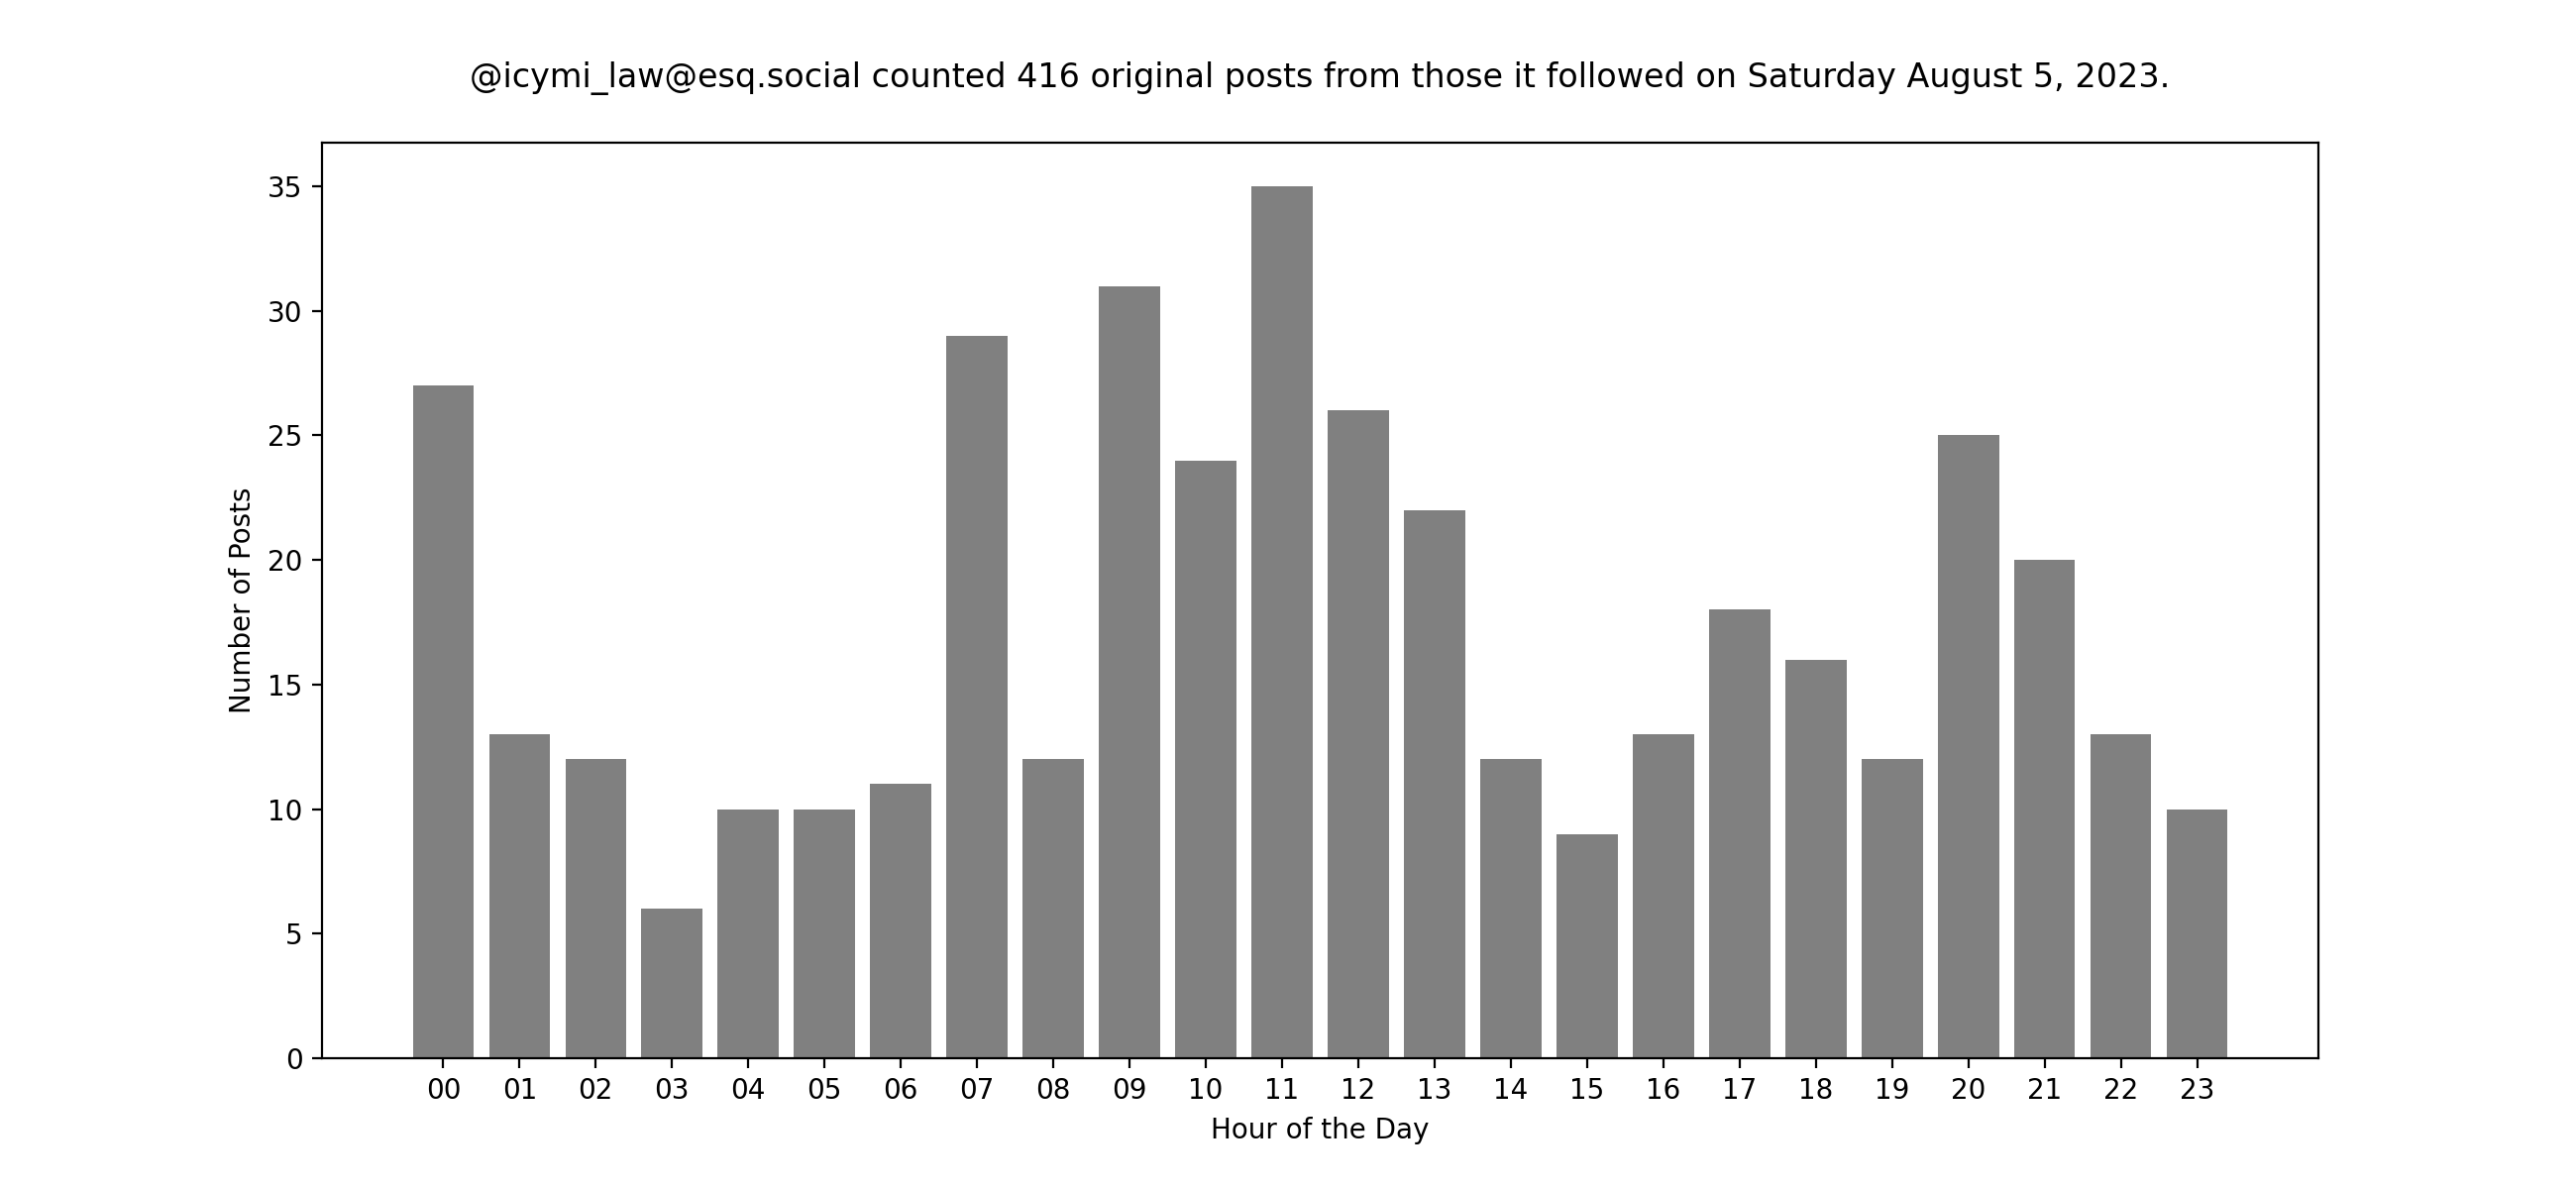 @icymi_law@esq.social counted 416 original posts from those it followed on Saturday August 5, 2023.
35
30
25
20
15
10
5
0
Number of Posts
00 01 02 03 04 05 06 07 08 09 10 11 12 13 14 15 16 17 18 19 20 21 22 23
Hour of the Day